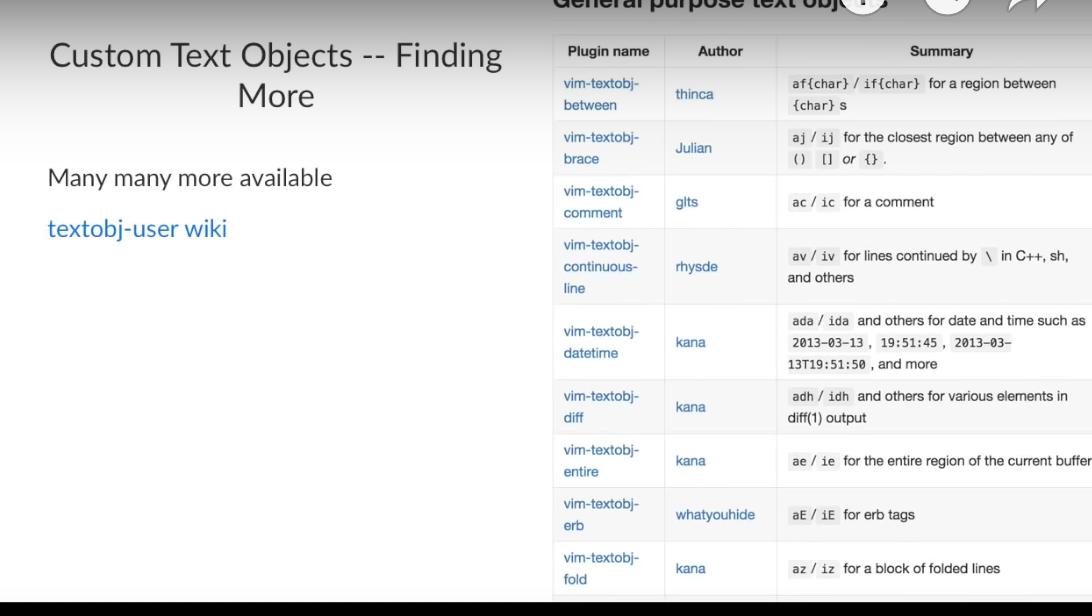 Custom Text Objects -- Finding
More
Many many more available
textobj-user wiki
General purpose text objects
Plugin name Author Summary
vim-textobj-
between
thinca
af{char} / if{char} for a region between
{char} s
vim-textobj-
brace
Julian
aj / ij for the closest region between any of
() [] or {} .
vim-textobj-
comment
glts
ac / ic for a comment
vim-textobj-
continuous-
line
rhysde
av / iv for lines continued by \ in C++, sh,
and others
vim-textobj-
datetime
kana
ada / ida and others for date and time such as
2013-03-13 , 19:51:45 , 2013-03-
13T19:51:50 , and more
vim-textobj-
diff
kana
adh / idh and others for various elements in
diff(1) output
vim-textobj-
entire
kana
ae / ie for the entire region of the current buffer
vim-textobj-
erb
whatyouhide
aE / iE for erb tags
vim-textobj-
fold
kana
az / iz for a block of folded lines